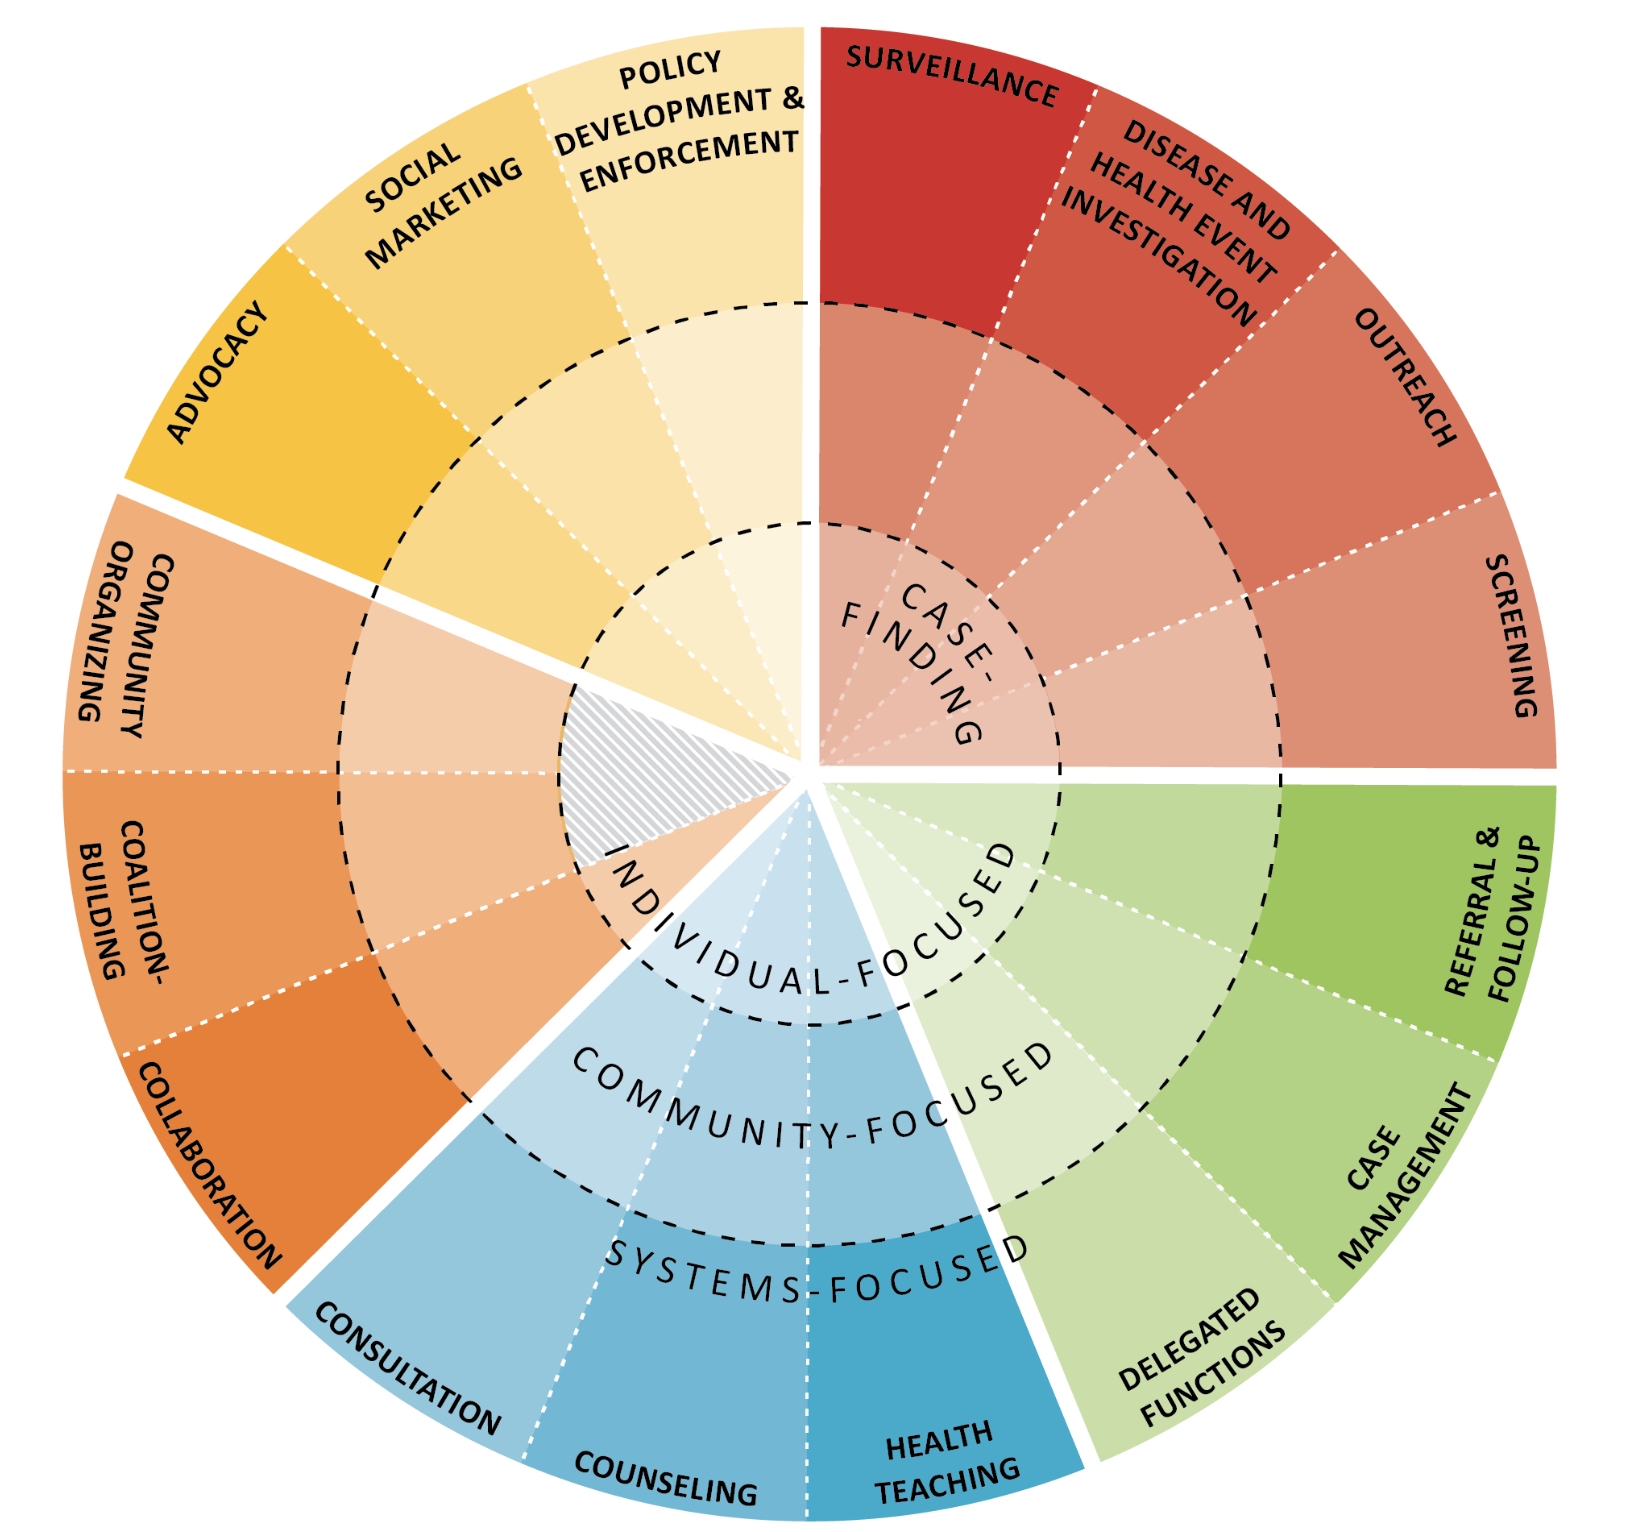 SURVEILLANCE
DISEASE AND
HEALTH EVENT
INVESTIGATION
OUTREACH
SCREENING
REFERRAL &
FOLLOW-UP
CASE
MANAGEMENT
DELEGATED
FUNCTIONS
HEALTH
TEACHING
COUNSELING
CONSULTATION
COLLABORATION
COALITION-
BUILDING
COMMUNITY
ORGANIZING
ADVOCACY
SOCIAL
MARKETING
POLICY
DEVELOPMENT &
ENFORCEMENT
CASE-
FINDING
INDIVIDUAL-FOCUSED
COMMUNITY-FOCUSED
SYSTEMS-FOCUSED